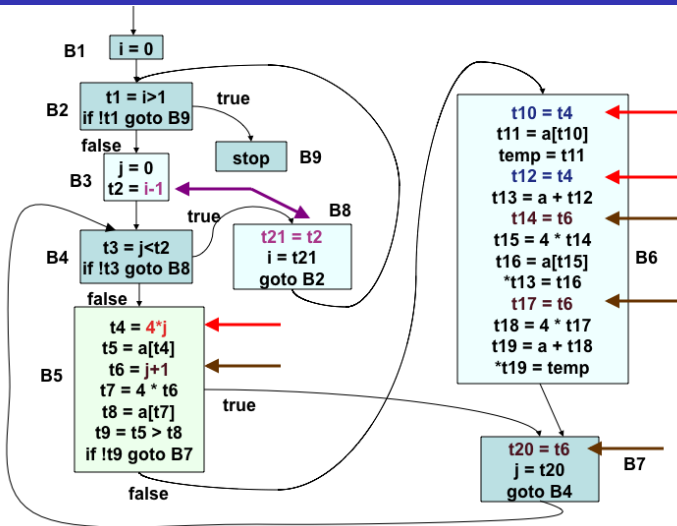 B1
i = 0
B2
t1 = i>1
if !t1 goto B9
true
false
stop
B9
B3
j = 0
t2 = i-1
B4
t3 = j<t2
if !t3 goto B8
true
false
B8
t21 = t2
i = t21
goto B2
B5
t4 = 4*j
t5 = a[t4]
t6 = j+1
t7 = 4 * t6
t8 = a[t7]
t9 = t5 > t8
if !t9 goto B7
true
false
t10 = t4
t11 = a[t10]
temp = t11
t12 = t4
t13 = a + t12
t14 = t6
t15 = 4 * t14
t16 = a[t15]
*t13 = t16
t17 = t6
t18 = 4 * t17
t19 = a + t18
*t19 = temp
B6
t20 = t6
j = t20
goto B4
B7